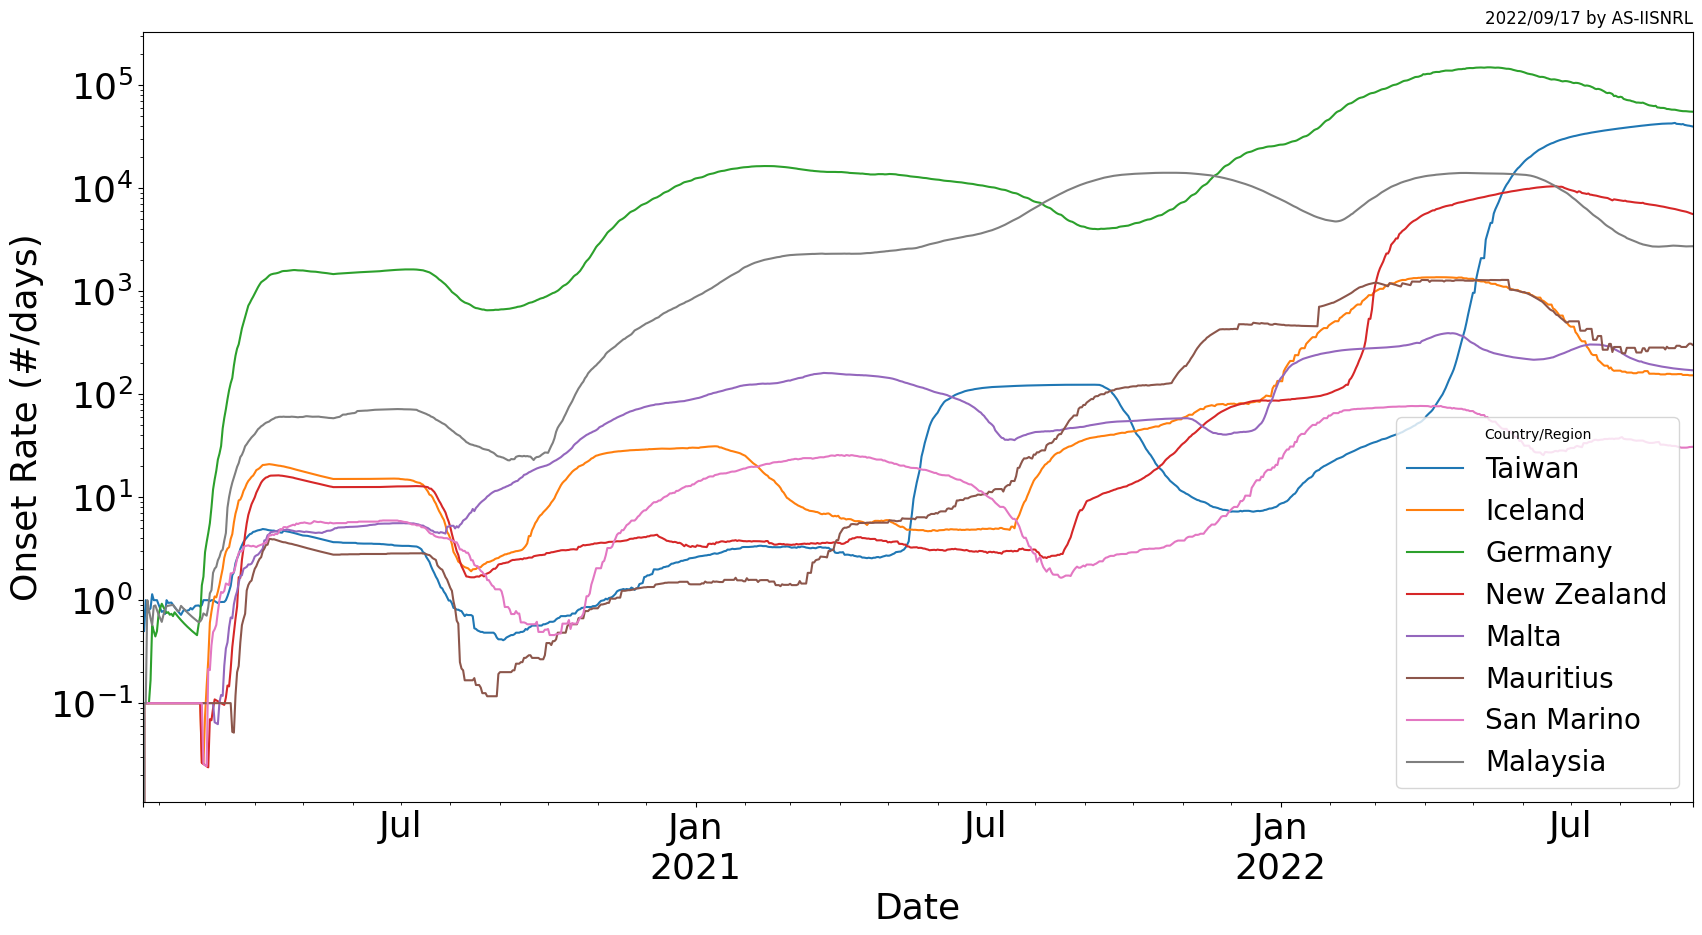 2022/09/17 by AS-IISNRL
Onset Rate (#/days)
10^5
10^4
10^3
10^2
10^1
10^0
10^−1
Country/Region
Taiwan
Iceland
Germany
New Zealand
Malta
Mauritius
San Marino
Malaysia
Jul Jan Jul Jan Jul
2021 2022
Date